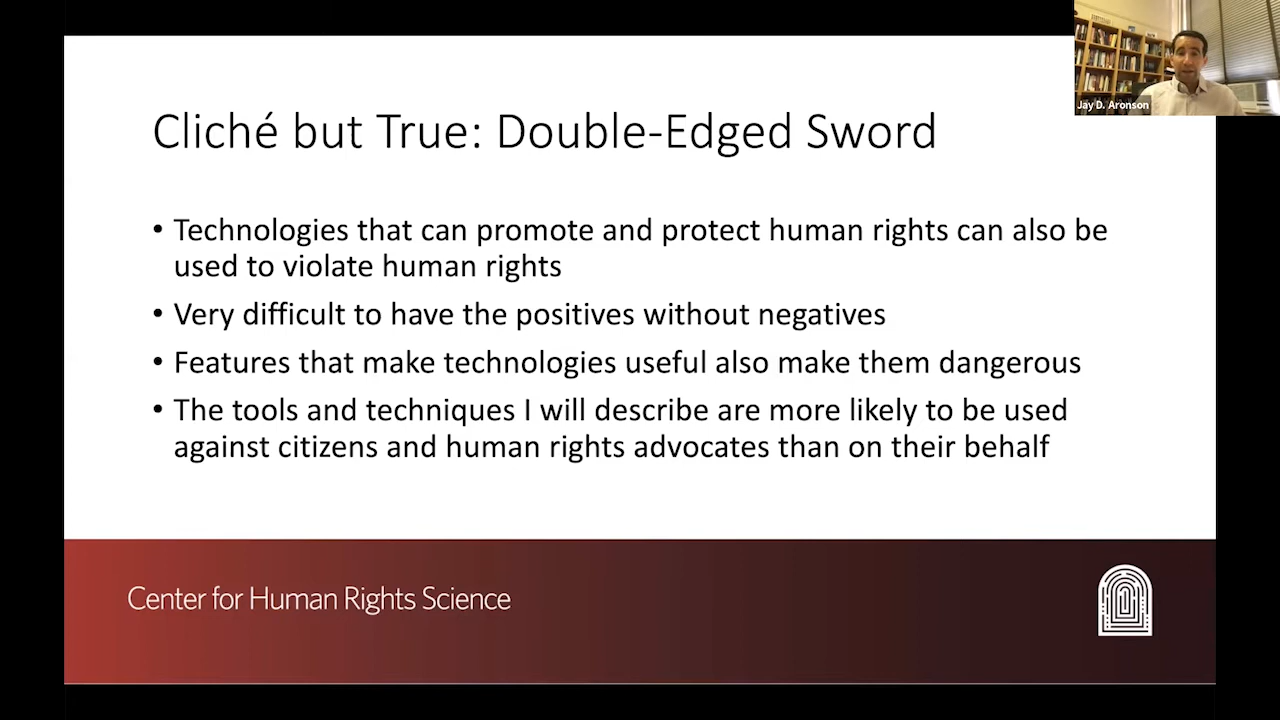 Jay D. Aronson
Cliché but True: Double-Edged Sword
• Technologies that can promote and protect human rights can also be
used to violate human rights
• Very difficult to have the positives without negatives
• Features that make technologies useful also make them dangerous
• The tools and techniques I will describe are more likely to be used
against citizens and human rights advocates than on their behalf
Center for Human Rights Science